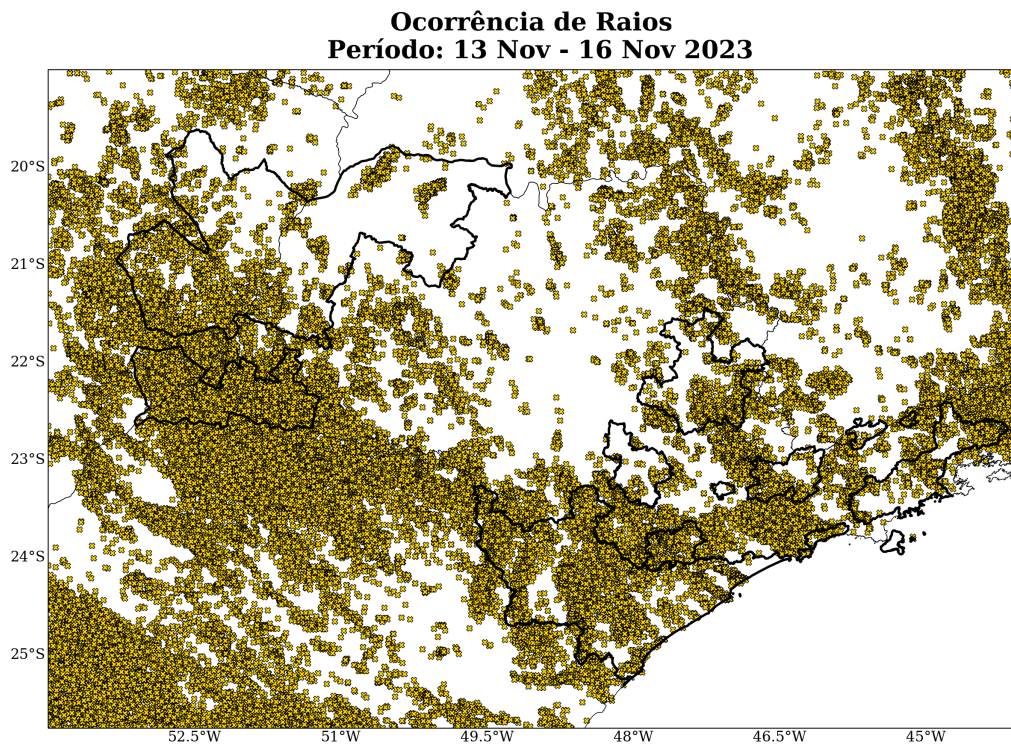 Ocorrência de Raios
Período: 13 Nov - 16 Nov 2023
20°S
21°S
22°S
23°S
24°S
25°S
52.5°W
51°W
49.5°W
48°W
46.5°W
45°W